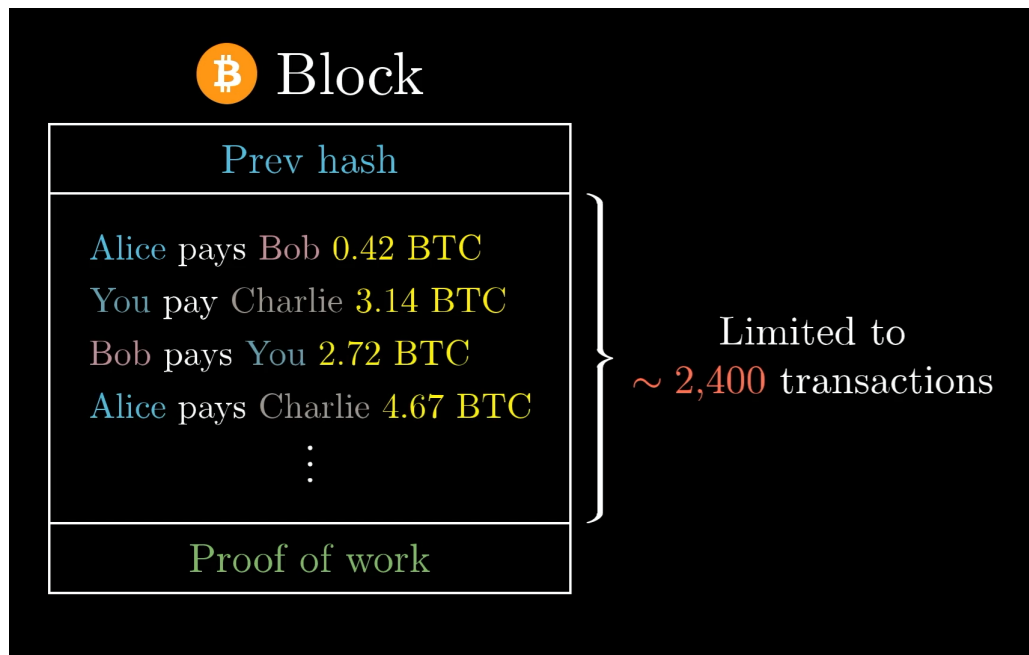 ₿ Block
Prev hash
Alice pays Bob 0.42 BTC
You pay Charlie 3.14 BTC
Bob pays You 2.72 BTC
Alice pays Charlie 4.67 BTC
⋮
Limited to
~ 2,400 transactions
Proof of work